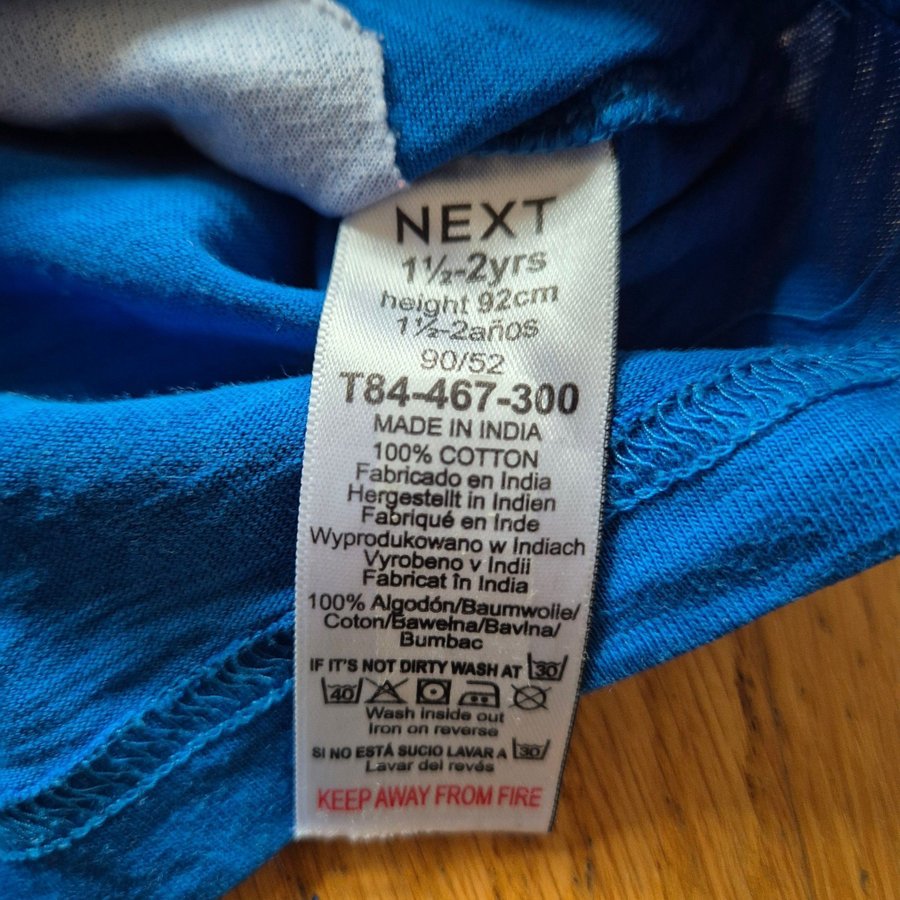 NEXT
1½-2yrs
height 92cm
1½-2años
90/52
T84-467-300
MADE IN INDIA
100% COTTON
Fabricado en India
Hergestellt in Indien
Fabriqué en Inde
Wyprodukowano w Indiach
Vyrobeno v Indii
Fabricat în India
100% Algodón/Baumwolle/
Coton/Bawełna/Bavlna/
Bumbac
IF IT'S NOT DIRTY WASH AT 30
40
Wash inside out
Iron on reverse
SI NO ESTÁ SUCIO LAVAR A 30
Lavar del revés
KEEP AWAY FROM FIRE